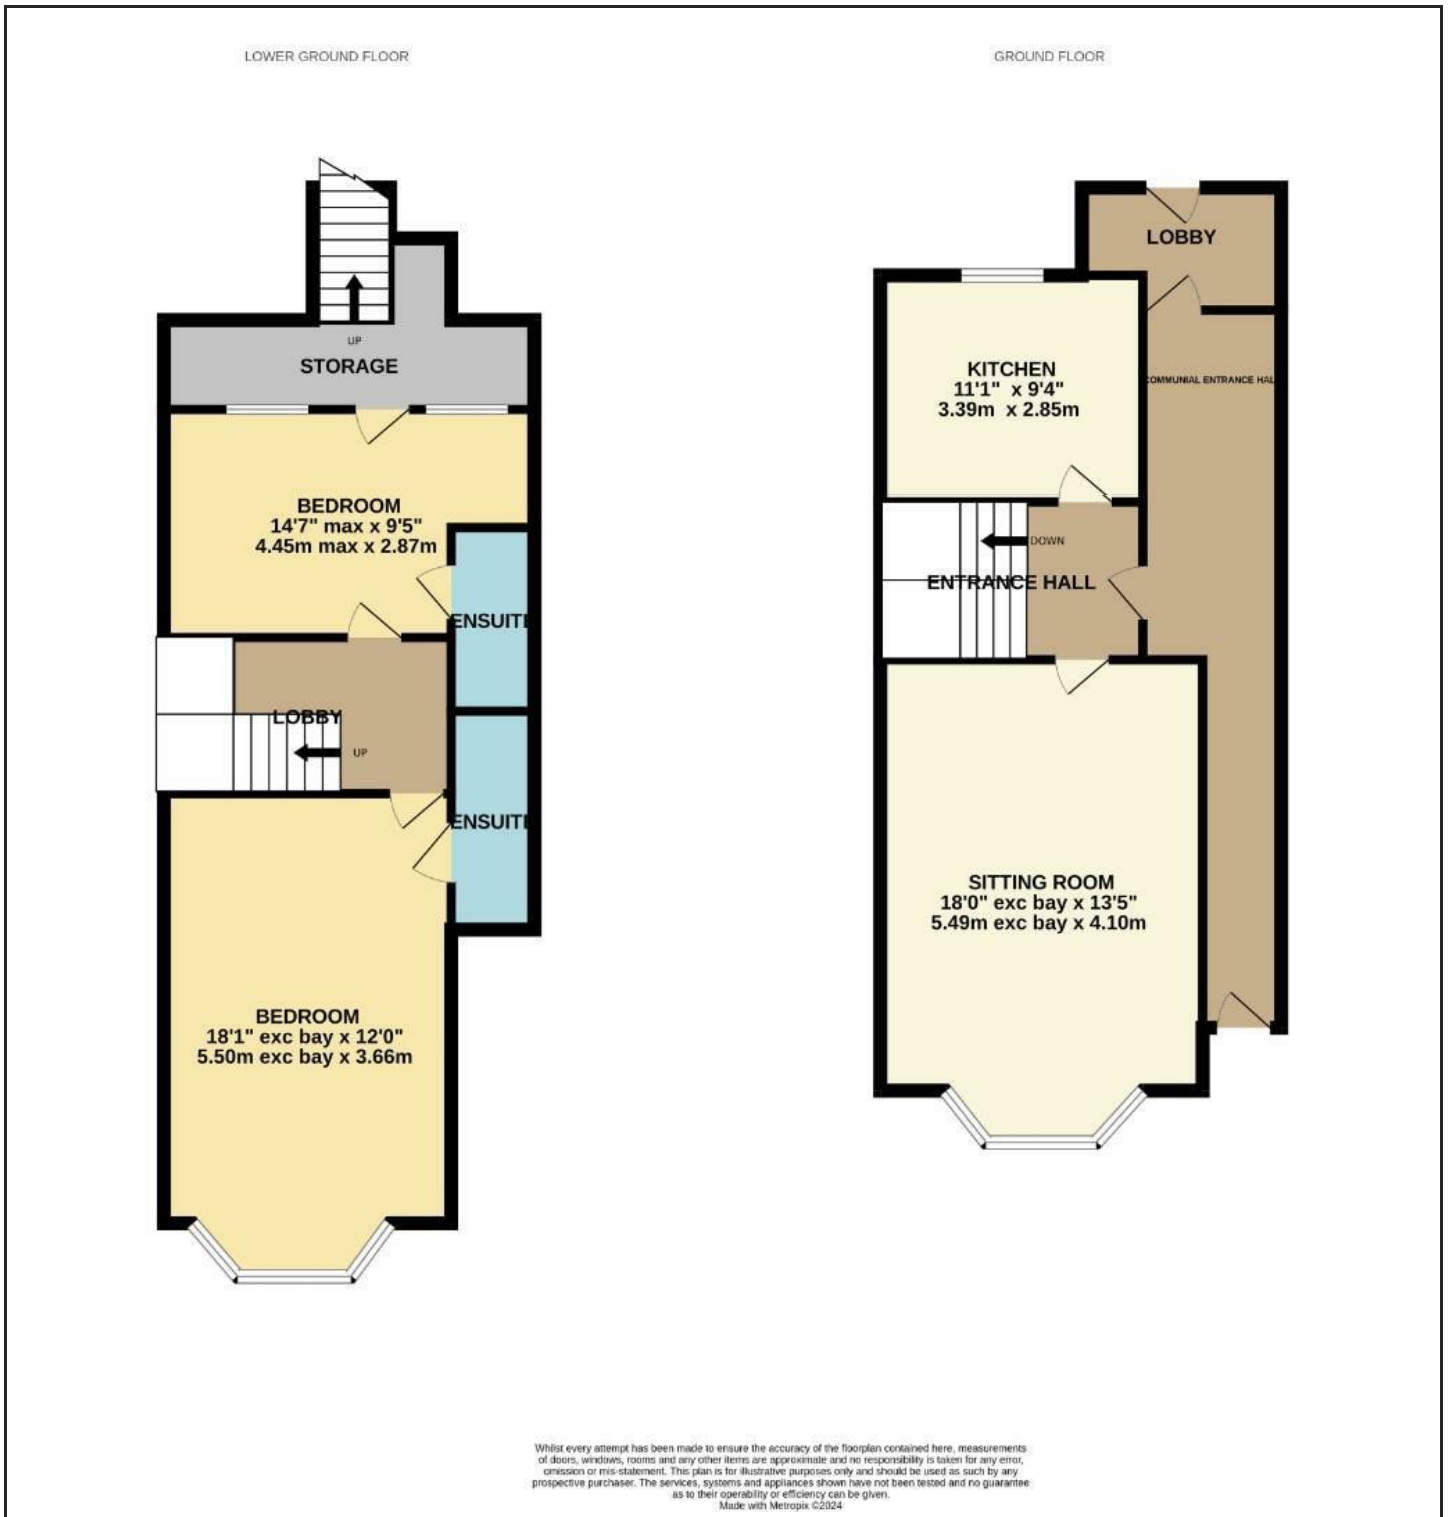 LOWER GROUND FLOOR
UP
STORAGE
BEDROOM
14'7" max x 9'5"
4.45m max x 2.87m
ENSUITE
LOBBY
UP
ENSUITE
BEDROOM
18'1" exc bay x 12'0"
5.50m exc bay x 3.66m
GROUND FLOOR
LOBBY
KITCHEN
11'1" x 9'4"
3.39m x 2.85m
COMMUNIAL ENTRANCE HAL
DOWN
ENTRANCE HALL
SITTING ROOM
18'0" exc bay x 13'5"
5.49m exc bay x 4.10m
Whilst every attempt has been made to ensure the accuracy of the floorplan contained here, measurements
of doors, windows, rooms and any other items are approximate and no responsibility is taken for any error,
omission or mis-statement. This plan is for illustrative purposes only and should be used as such by any
prospective purchaser. The services, systems and appliances shown have not been tested and no guarantee
as to their operability or efficiency can be given.
Made with Metropix ©2024